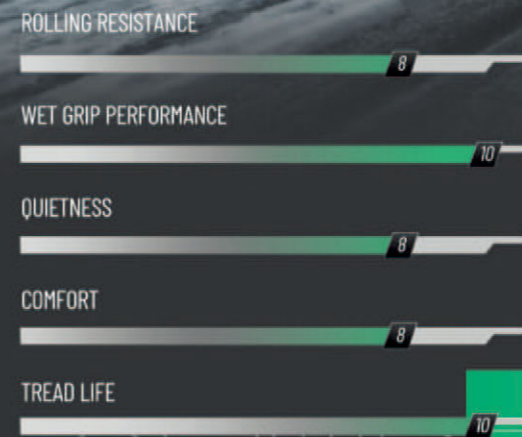 ROLLING RESISTANCE
8
WET GRIP PERFORMANCE
10
QUIETNESS
8
COMFORT
8
TREAD LIFE
10